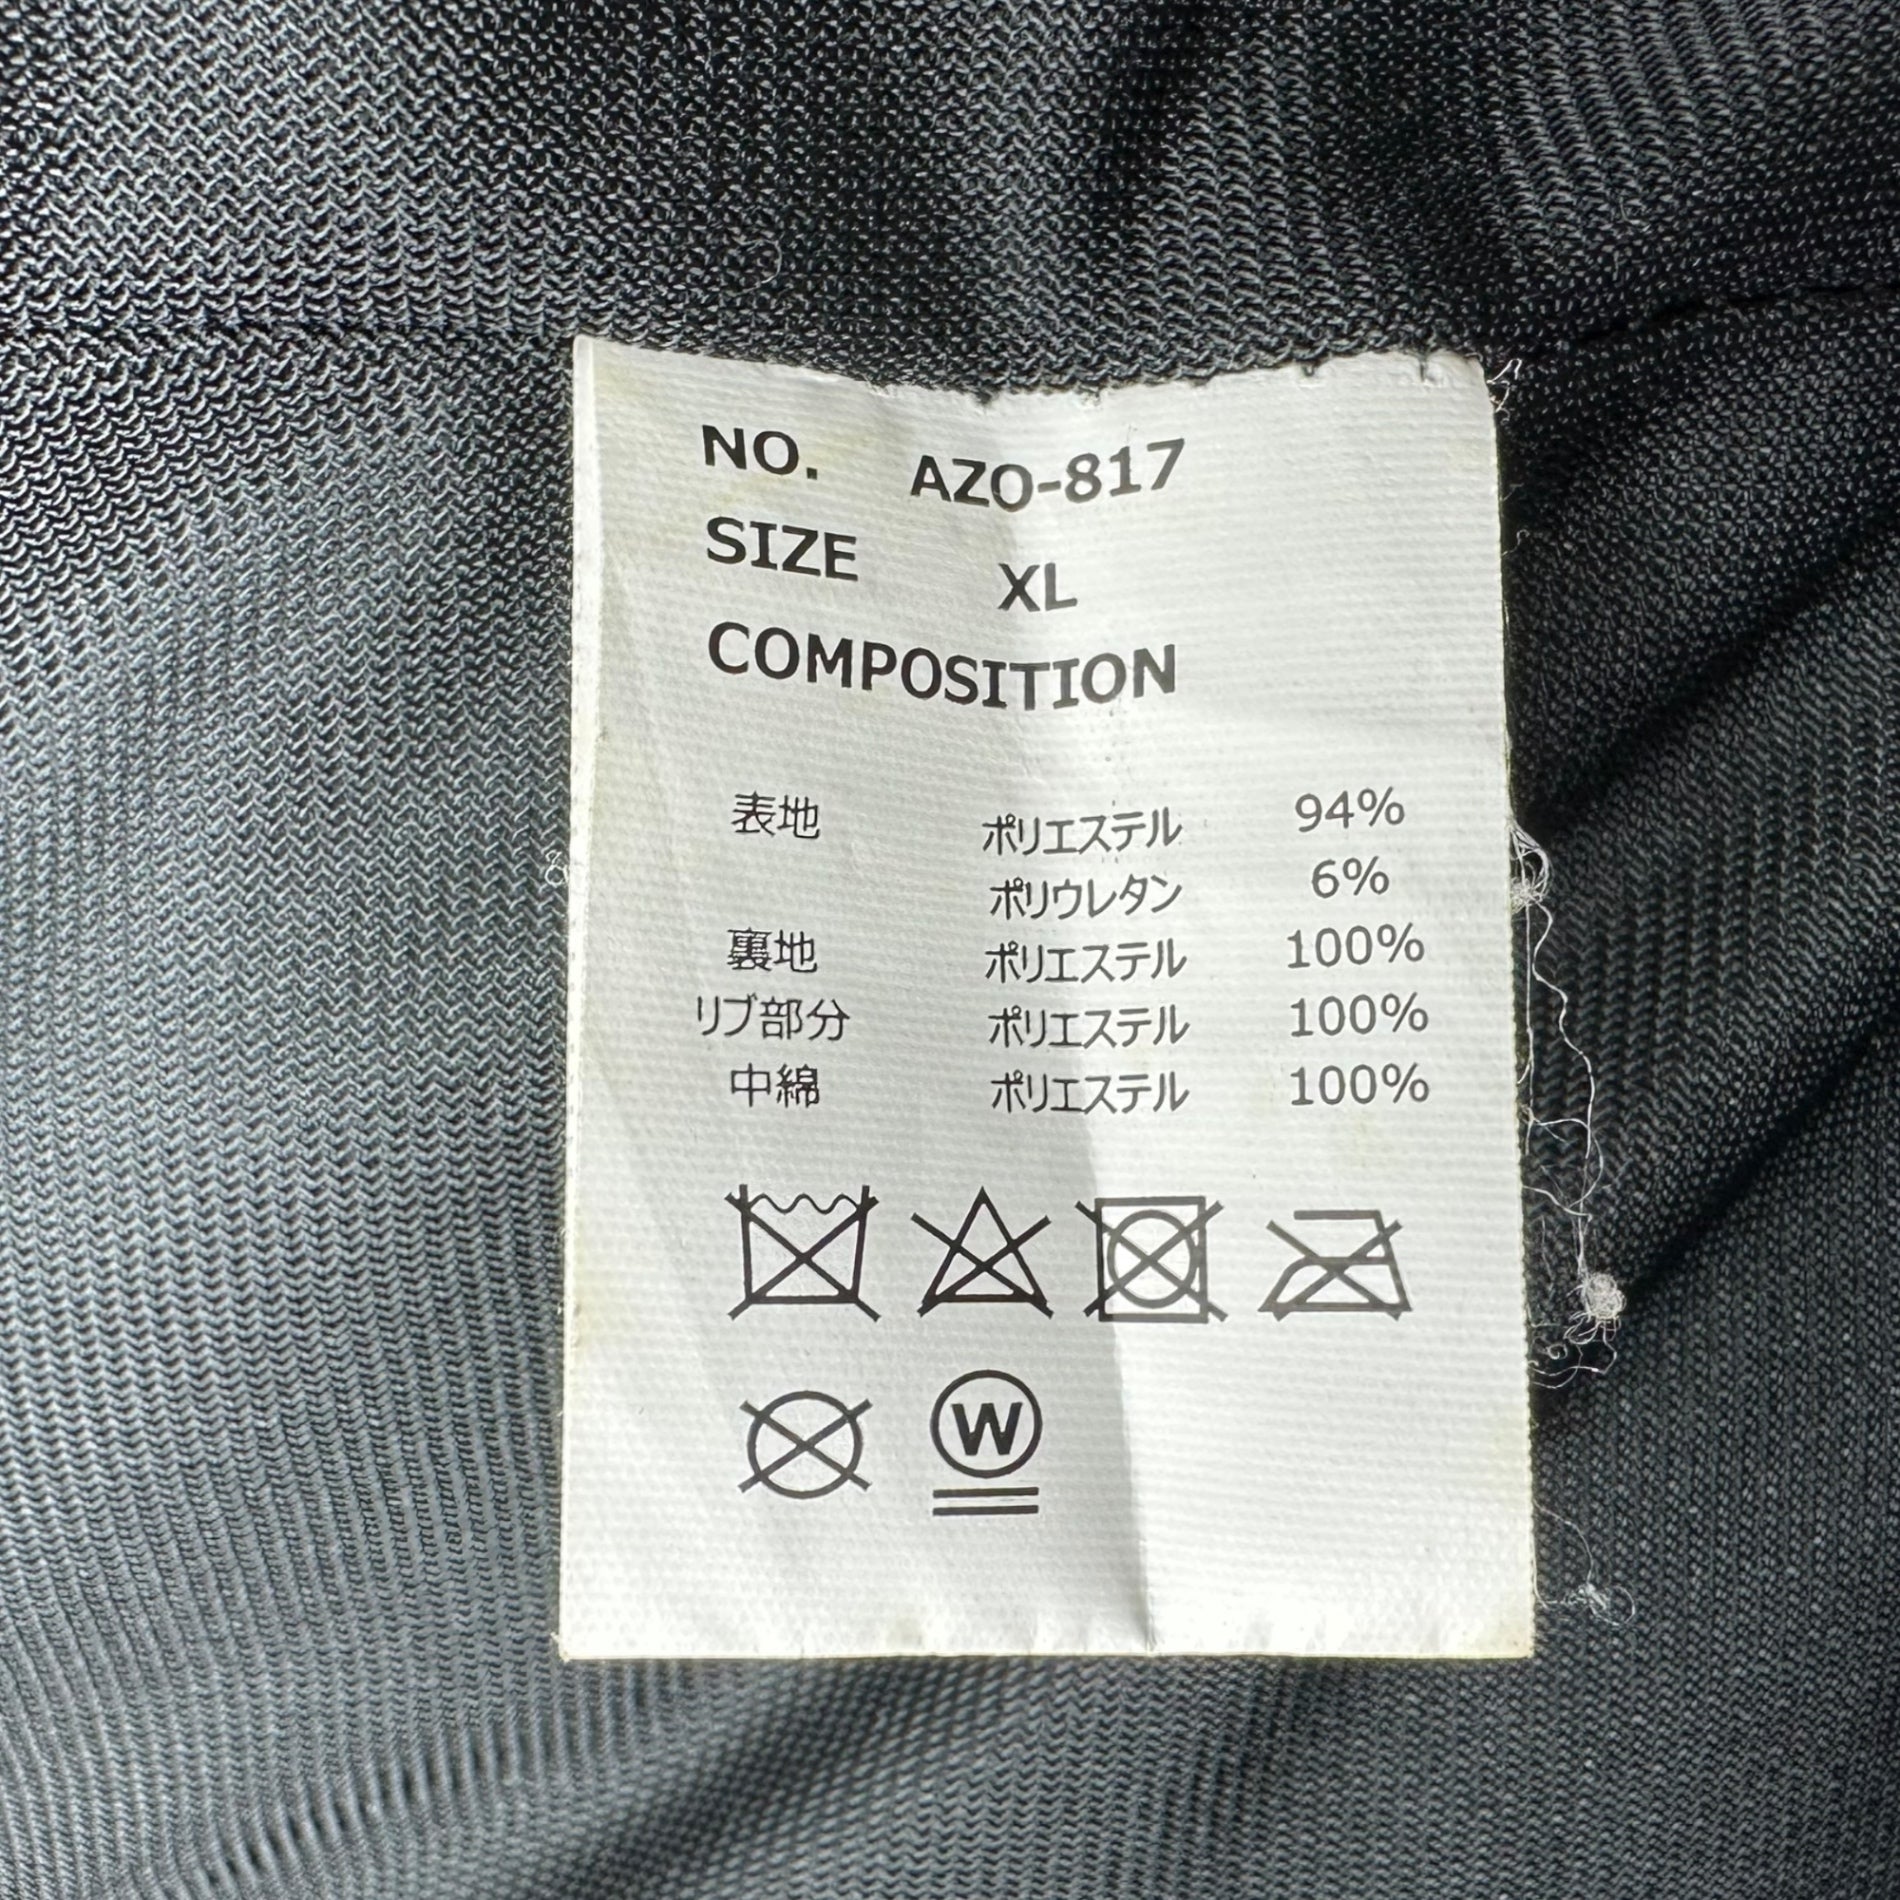 NO. AZO-817
SIZE XL
COMPOSITION
表地 ポリエステル 94%
ポリウレタン 6%
裏地 ポリエステル 100%
リブ部分 ポリエステル 100%
中綿 ポリエステル 100%
W